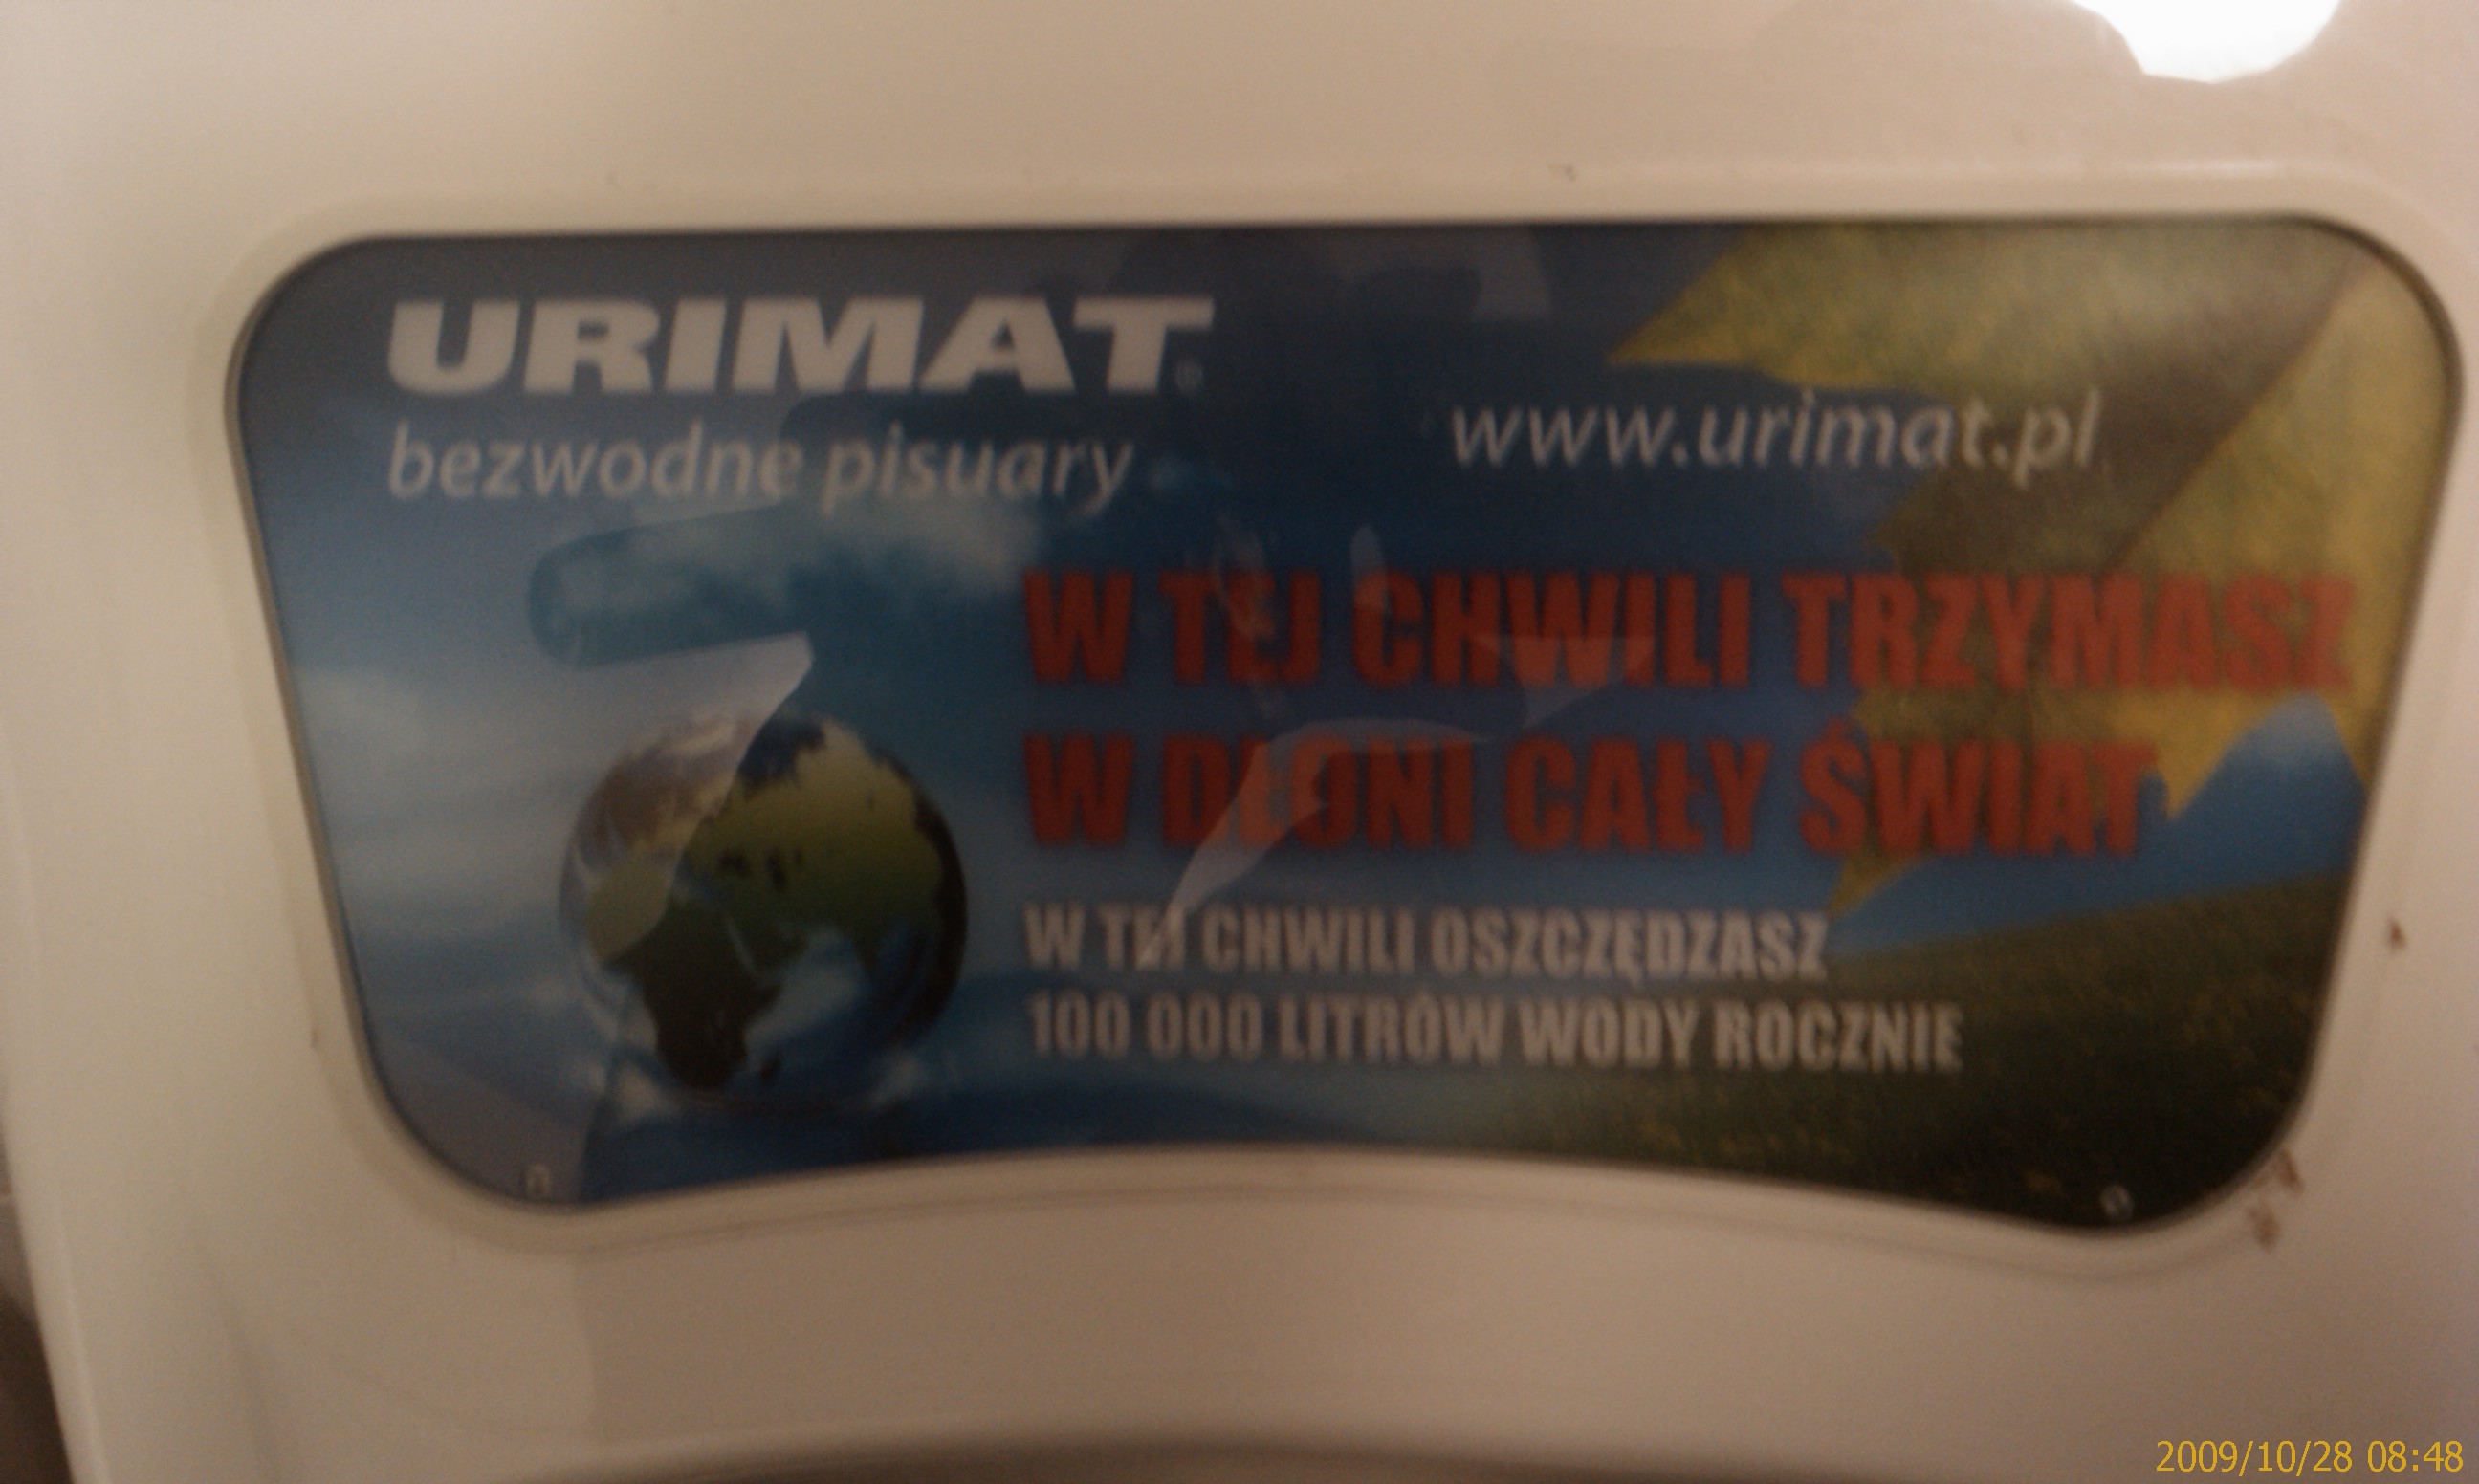 URIMAT®
bezwodne pisuary
www.urimat.pl
W TEJ CHWILI TRZYMASZ
W DŁONI CAŁY ŚWIAT
W TEJ CHWILI OSZCZĘDZASZ
100 000 LITRÓW WODY ROCZNIE
2009/10/28 08:48